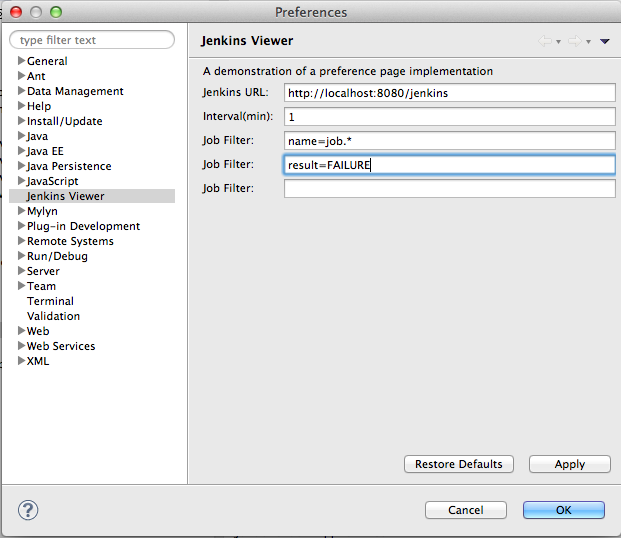 Preferences
type filter text
General
Ant
Data Management
Help
Install/Update
Java
Java EE
Java Persistence
JavaScript
Jenkins Viewer
Mylyn
Plug-in Development
Remote Systems
Run/Debug
Server
Team
Terminal
Validation
Web
Web Services
XML
Jenkins Viewer
A demonstration of a preference page implementation
Jenkins URL: http://localhost:8080/jenkins
Interval(min): 1
Job Filter: name=job.*
Job Filter: result=FAILURE
Job Filter:
Restore Defaults Apply
? Cancel OK